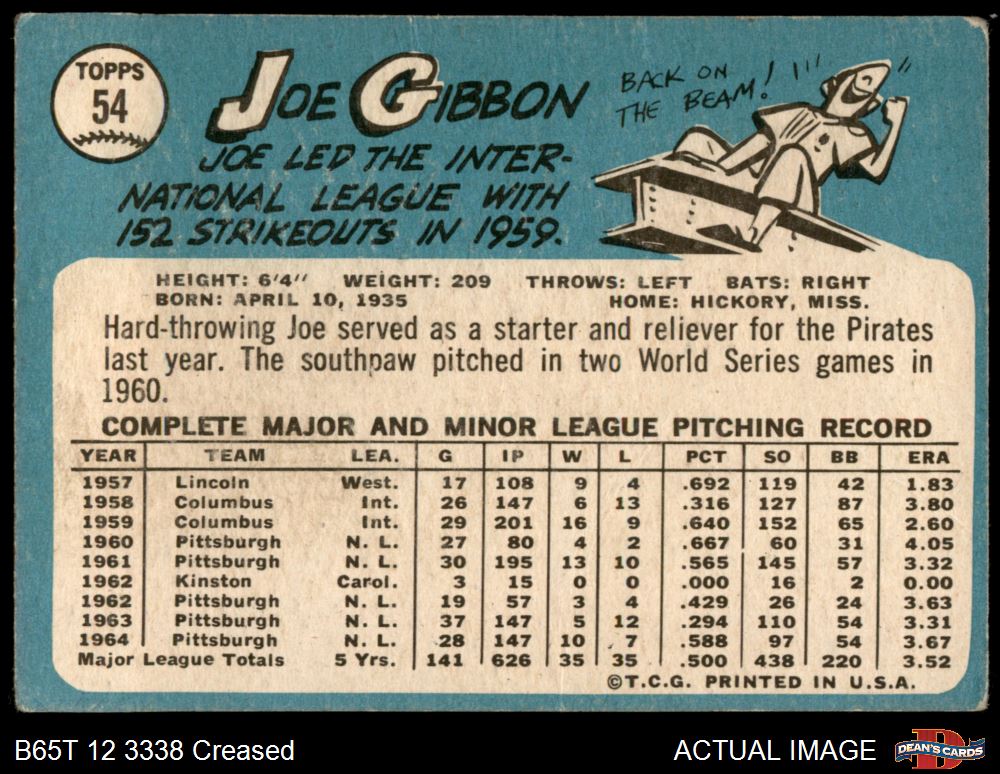 TOPPS
54
JOE GIBBON
BACK ON
THE BEAM! !!!"
JOE LED THE INTER-
NATIONAL LEAGUE WITH
152 STRIKEOUTS IN 1959.
HEIGHT: 6'4" WEIGHT: 209 THROWS: LEFT BATS: RIGHT
BORN: APRIL 10, 1935 HOME: HICKORY, MISS.
Hard-throwing Joe served as a starter and reliever for the Pirates
last year. The southpaw pitched in two World Series games in
1960.
COMPLETE MAJOR AND MINOR LEAGUE PITCHING RECORD
YEAR TEAM LEA. G IP W L PCT SO BB ERA
1957 Lincoln West. 17 108 9 4 .692 119 42 1.83
1958 Columbus Int. 26 147 6 13 .316 127 87 3.80
1959 Columbus Int. 29 201 16 9 .640 152 65 2.60
1960 Pittsburgh N. L. 27 80 4 2 .667 60 31 4.05
1961 Pittsburgh N. L. 30 195 13 10 .565 145 57 3.32
1962 Kinston Carol. 3 15 0 0 .000 16 2 0.00
1962 Pittsburgh N. L. 19 57 3 4 .429 26 24 3.63
1963 Pittsburgh N. L. 37 147 5 12 .294 110 54 3.31
1964 Pittsburgh N. L. 28 147 10 7 .588 97 54 3.67
Major League Totals 5 Yrs. 141 626 35 35 .500 438 220 3.52
©T.C.G. PRINTED IN U.S.A.
B65T 12 3338 Creased
ACTUAL IMAGE
DEAN'S CARDS